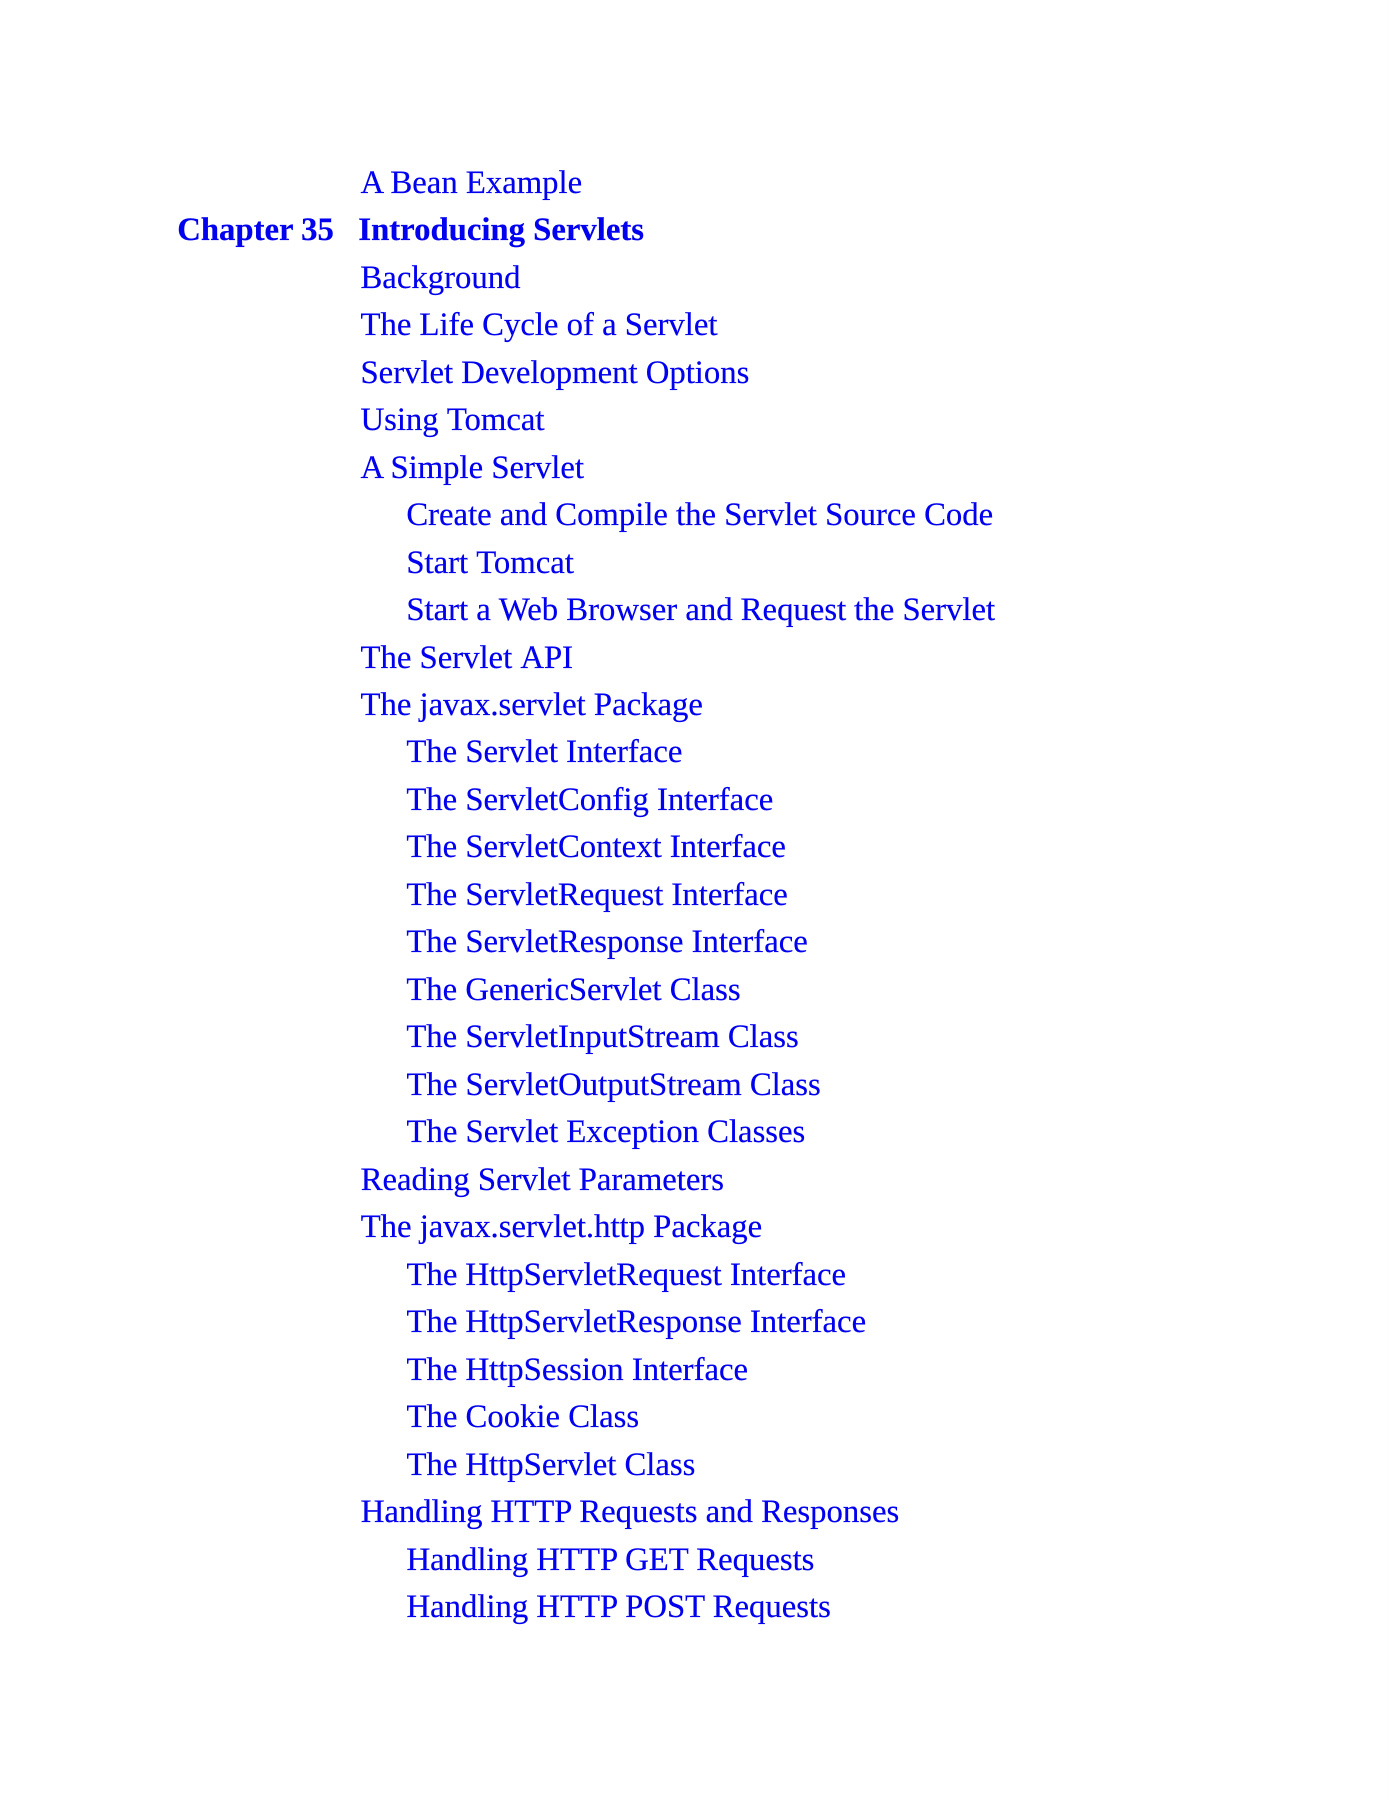 A Bean Example
Chapter 35 Introducing Servlets
Background
The Life Cycle of a Servlet
Servlet Development Options
Using Tomcat
A Simple Servlet
Create and Compile the Servlet Source Code
Start Tomcat
Start a Web Browser and Request the Servlet
The Servlet API
The javax.servlet Package
The Servlet Interface
The ServletConfig Interface
The ServletContext Interface
The ServletRequest Interface
The ServletResponse Interface
The GenericServlet Class
The ServletInputStream Class
The ServletOutputStream Class
The Servlet Exception Classes
Reading Servlet Parameters
The javax.servlet.http Package
The HttpServletRequest Interface
The HttpServletResponse Interface
The HttpSession Interface
The Cookie Class
The HttpServlet Class
Handling HTTP Requests and Responses
Handling HTTP GET Requests
Handling HTTP POST Requests